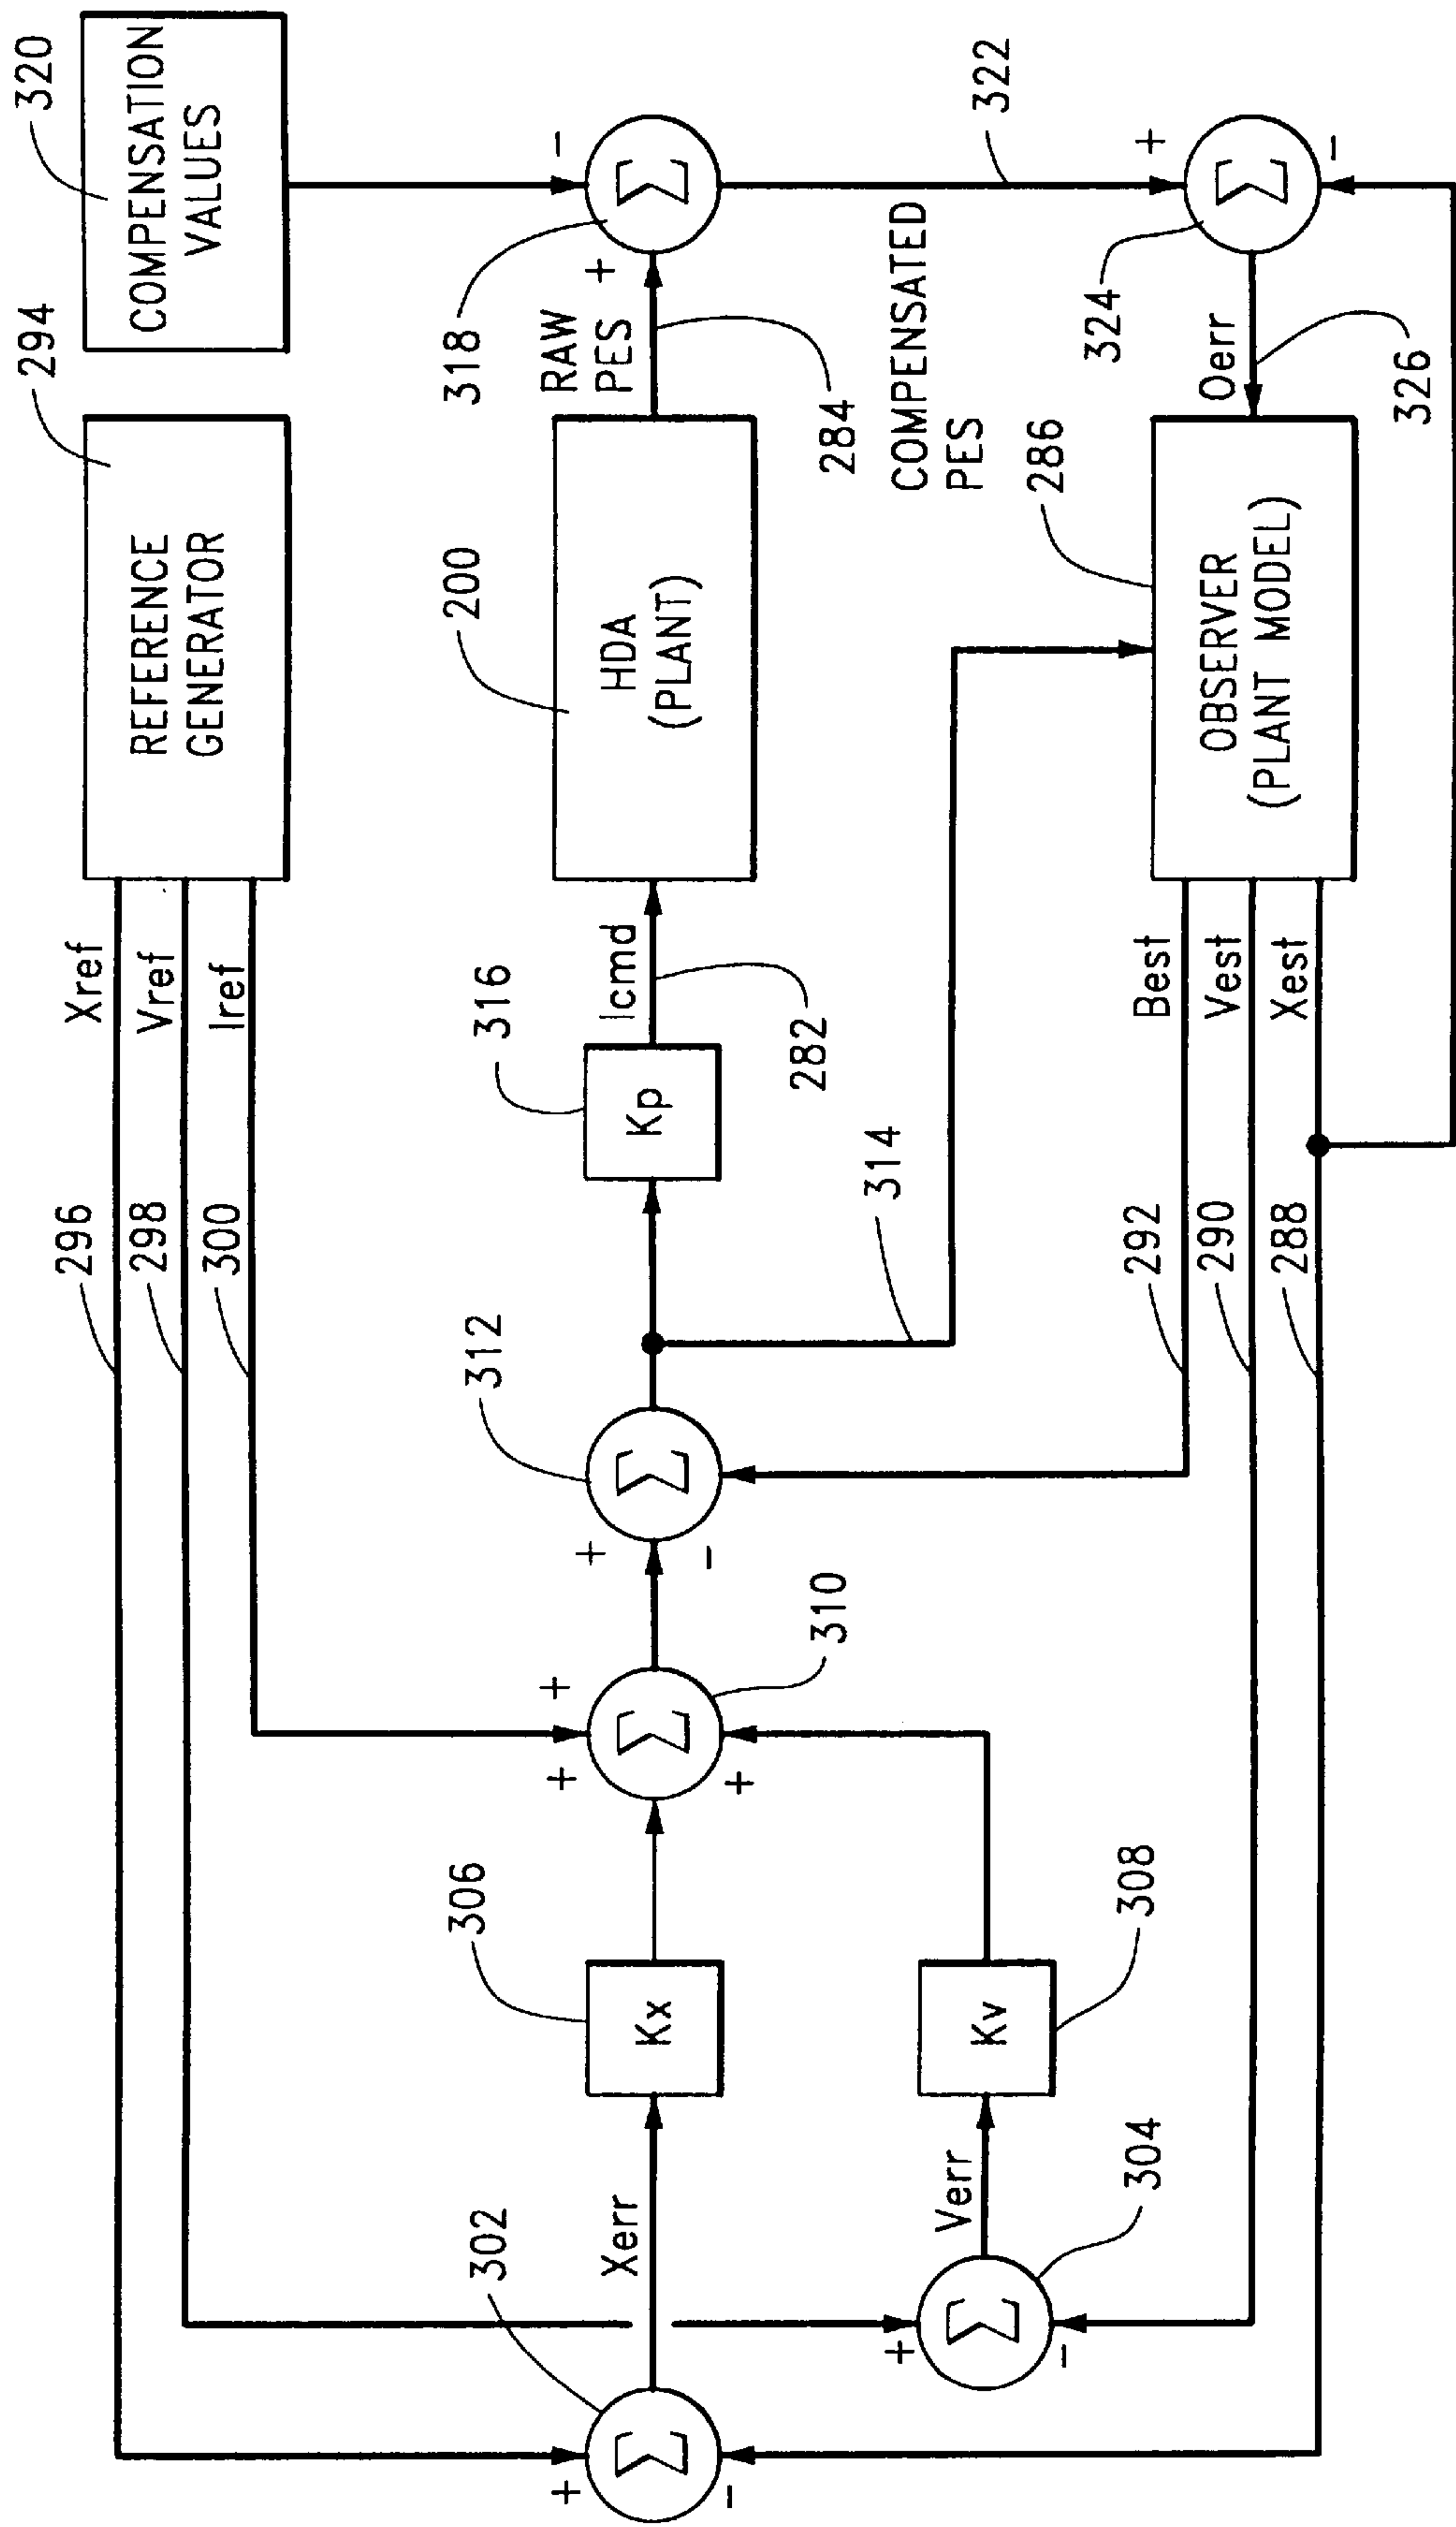 296
Xref
294
REFERENCE
GENERATOR
320
COMPENSATION
VALUES
298
Vref
300
Iref
302
+
-
Σ
Xerr
306
Kx
+
+
+
Σ
310
312
+
-
Σ
316
Kp
Icmd
282
200
HDA
(PLANT)
RAW
PES
284
318
+
-
Σ
314
COMPENSATED
PES
322
+
-
Σ
304
Verr
308
Kv
292
Best
290
Vest
288
Xest
286
OBSERVER
(PLANT MODEL)
Oerr
326
324
+
-
Σ